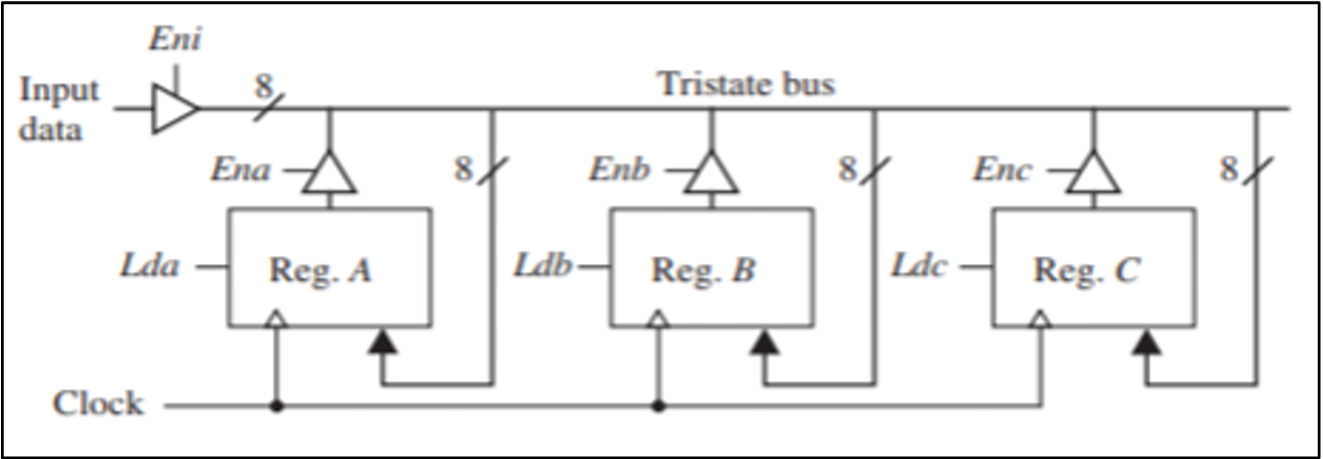 Eni
Input
data
8
Tristate bus
Ena
8
Enb
8
Enc
8
Lda
Reg. A
Ldb
Reg. B
Ldc
Reg. C
Clock